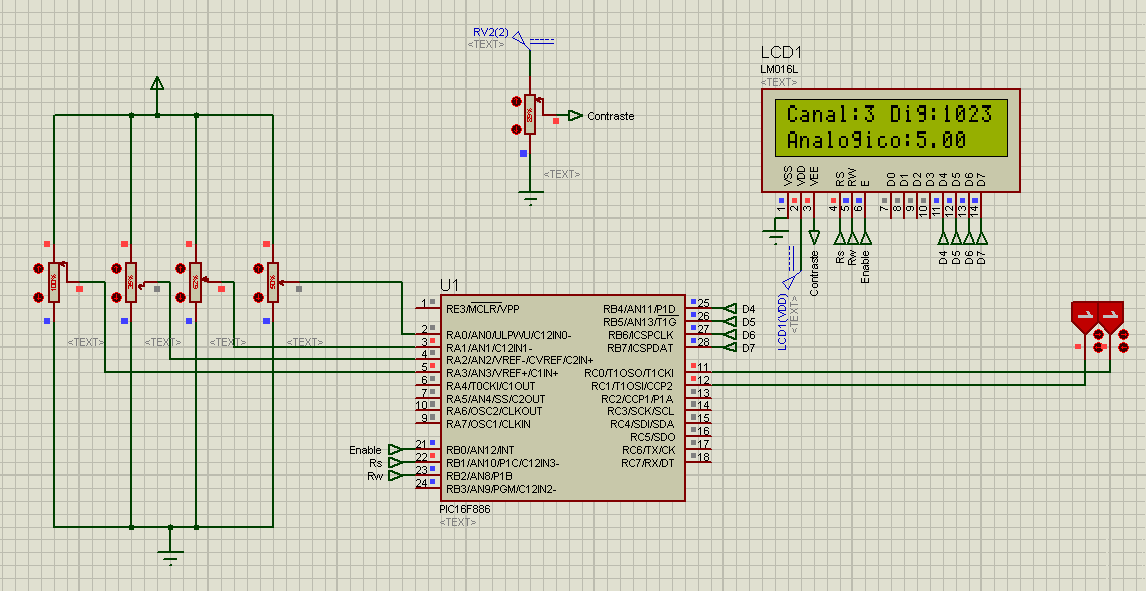 RV2(2)
<TEXT>
Contraste
<TEXT>
LCD1
LM016L
<TEXT>
Canal:3 Dig:1023
Analogico:5.00
VSS
VDD
VEE
RS
RW
E
D0
D1
D2
D3
D4
D5
D6
D7
1
2
3
4
5
6
7
8
9
10
11
12
13
14
Contraste
Rs
Rw
Enable
D4
D5
D6
D7
LCD1(VDD)
<TEXT>
100%
<TEXT>
<TEXT>
<TEXT>
<TEXT>
U1
1 RE3/MCLR/VPP
2 RA0/AN0/ULPWU/C12IN0-
3 RA1/AN1/C12IN1-
4 RA2/AN2/VREF-/CVREF/C2IN+
5 RA3/AN3/VREF+/C1IN+
6 RA4/T0CKI/C1OUT
7 RA5/AN4/SS/C2OUT
10 RA6/OSC2/CLKOUT
9 RA7/OSC1/CLKIN
Enable 21 RB0/AN12/INT
Rs 22 RB1/AN10/P1C/C12IN3-
Rw 23 RB2/AN8/P1B
24 RB3/AN9/PGM/C12IN2-
RB4/AN11/P1D 25 D4
RB5/AN13/T1G 26 D5
RB6/ICSPCLK 27 D6
RB7/ICSPDAT 28 D7
RC0/T1OSO/T1CKI 11
RC1/T1OSI/CCP2 12
RC2/CCP1/P1A 13
RC3/SCK/SCL 14
RC4/SDI/SDA 15
RC5/SDO 16
RC6/TX/CK 17
RC7/RX/DT 18
PIC16F886
<TEXT>
1
1